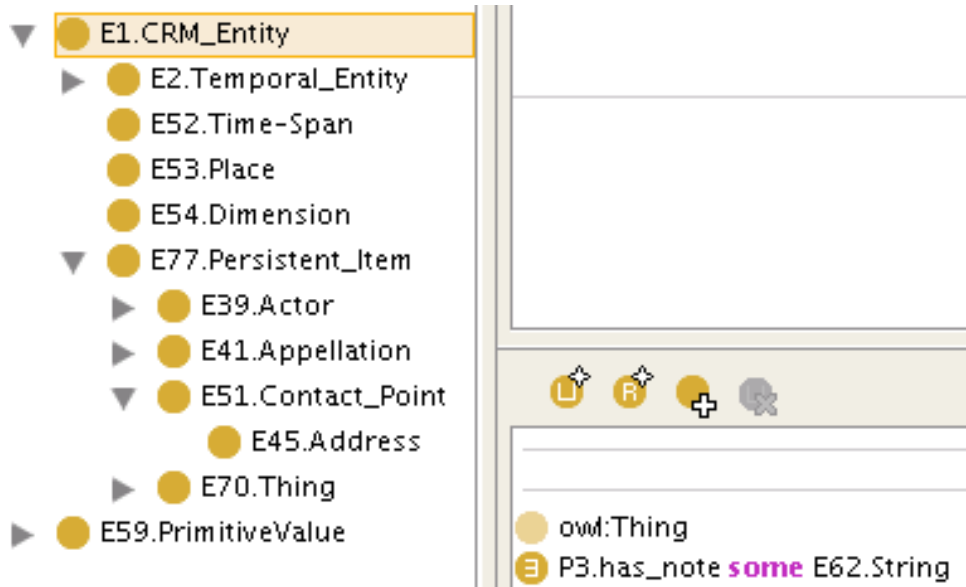 E1.CRM_Entity
E2.Temporal_Entity
E52.Time-Span
E53.Place
E54.Dimension
E77.Persistent_Item
E39.Actor
E41.Appellation
E51.Contact_Point
E45.Address
E70.Thing
E59.PrimitiveValue
owl:Thing
P3.has_note some E62.String